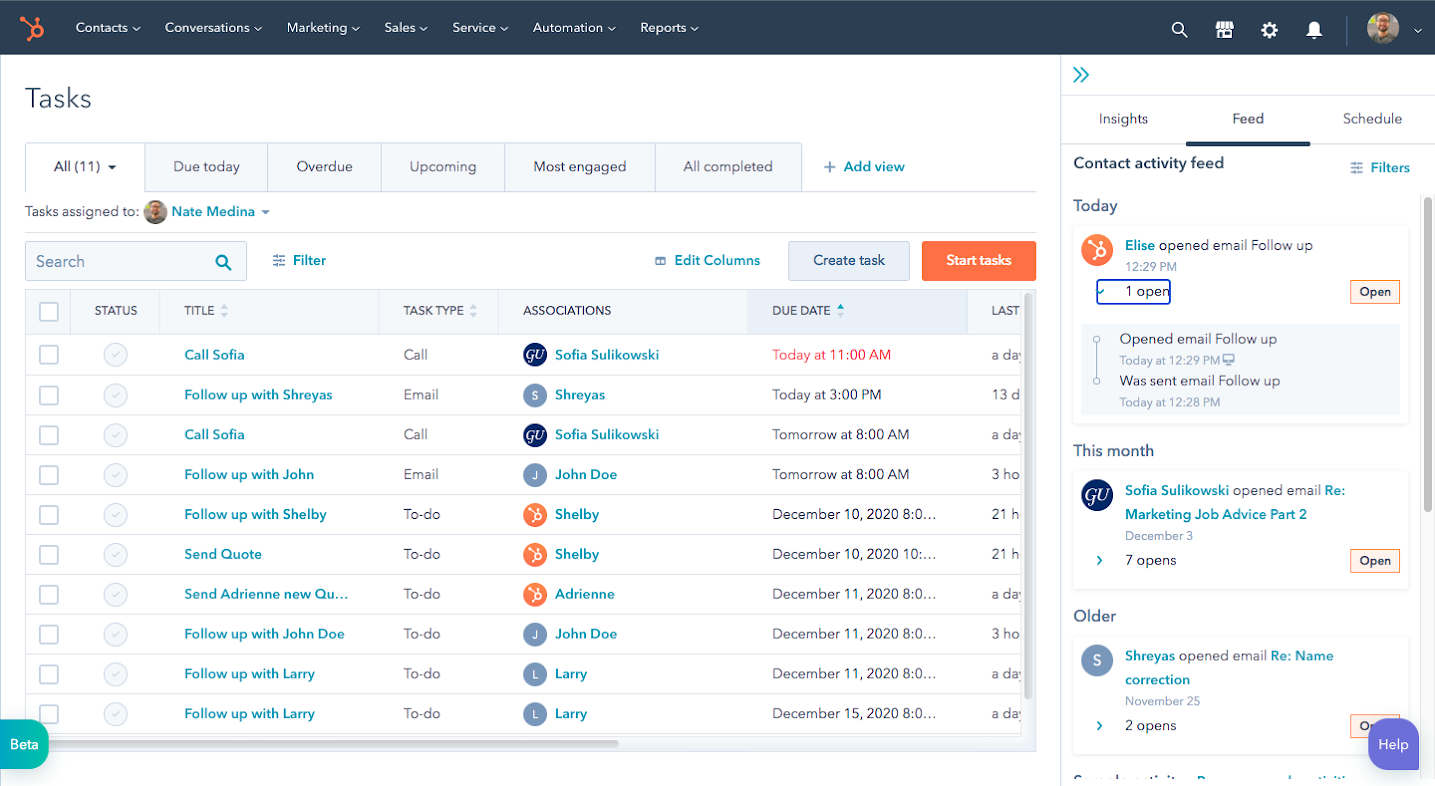 Contacts Conversations Marketing Sales Service Automation Reports
Tasks
All (11) Due today Overdue Upcoming Most engaged All completed + Add view
Tasks assigned to: Nate Medina
Search Filter Edit Columns Create task Start tasks
STATUS TITLE TASK TYPE ASSOCIATIONS DUE DATE LAST
Call Sofia Call GU Sofia Sulikowski Today at 11:00 AM a day
Follow up with Shreyas Email S Shreyas Today at 3:00 PM 13 d
Call Sofia Call GU Sofia Sulikowski Tomorrow at 8:00 AM a day
Follow up with John Email J John Doe Tomorrow at 8:00 AM 3 ho
Follow up with Shelby To-do Shelby December 10, 2020 8:0... 21 h
Send Quote To-do Shelby December 10, 2020 10:... 21 h
Send Adrienne new Qu... To-do Adrienne December 11, 2020 8:0... a day
Follow up with John Doe To-do J John Doe December 11, 2020 8:0... 3 ho
Follow up with Larry To-do L Larry December 11, 2020 8:0... a day
Follow up with Larry To-do L Larry December 15, 2020 8:0... a day
Beta
Insights Feed Schedule
Contact activity feed Filters
Today
Elise opened email Follow up
12:29 PM
1 open Open
Opened email Follow up
Today at 12:29 PM
Was sent email Follow up
Today at 12:28 PM
This month
GU Sofia Sulikowski opened email Re:
Marketing Job Advice Part 2
December 3
7 opens Open
Older
S Shreyas opened email Re: Name
correction
November 25
2 opens
Help